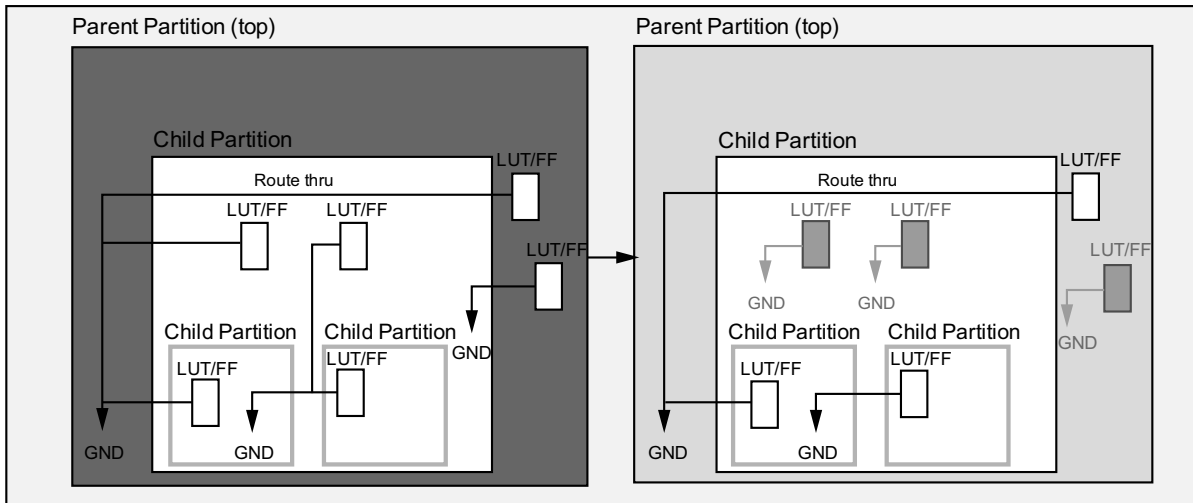 Parent Partition (top)
Child Partition
LUT/FF
Route thru
LUT/FF
LUT/FF
LUT/FF
GND
Child Partition
Child Partition
LUT/FF
LUT/FF
GND
GND
Parent Partition (top)
Child Partition
LUT/FF
Route thru
LUT/FF
LUT/FF
LUT/FF
GND
GND
GND
Child Partition
Child Partition
LUT/FF
LUT/FF
GND
GND